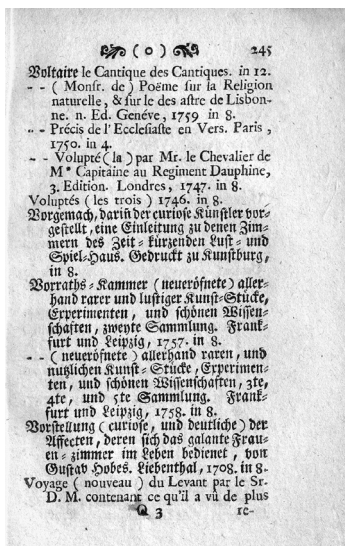 ( o ) 245
Voltaire le Cantique des Cantiques. in 12.
- - ( Monsr. de ) Poëme sur la Religion
naturelle, & sur le des astre de Lisbon-
ne. n. Ed. Genéve, 1759 in 8.
- - Précis de l'Ecclesiaste en Vers. Paris,
1750. in 4.
- - Volupté (la) par Mr. le Chevalier de
M* Capitaine au Regiment Dauphine,
3. Edition. Londres, 1747. in 8.
Voluptés (les trois) 1746. in 8.
Vorgemach, darin der curiose Künstler vor-
gestellt, eine Einleitung zu denen Zim-
mern des Zeit-kürzenden Lust- und
Spiel-Haus. Gedruckt zu Kunstburg,
in 8.
Vorraths-Kammer (neueröfnete) aller-
hand rarer und lustiger Kunst-Stücke,
Experimenten, und schönen Wissen-
schaften, zweyte Sammlung. Frank-
furt und Leipzig, 1757. in 8.
- - (neueröfnete) allerhand raren, und
nutzlichen Kunst-Stücke, Experimen-
ten, und schönen Wissenschaften, 3te,
4te, und 5te Sammlung. Frank-
furt und Leipzig, 1758. in 8.
Vorstellung (curiose, und deutliche) der
Affecten, deren sich das galante Frau-
en-zimmer im Leben bedienet, von
Gustav Hobes. Liebenthal, 1708. in 8.
Voyage (nouveau) du Levant par le Sr.
D. M. contenant ce qu'il a vû de plus
Q 3 re-